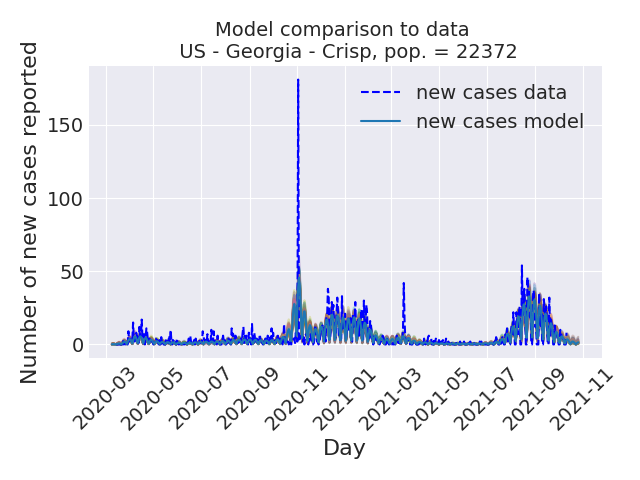 Model comparison to data
US - Georgia - Crisp, pop. = 22372
Number of new cases reported
150
100
50
0
new cases data
new cases model
2020-03
2020-05
2020-07
2020-09
2020-11
2021-01
2021-03
2021-05
2021-07
2021-09
2021-11
Day